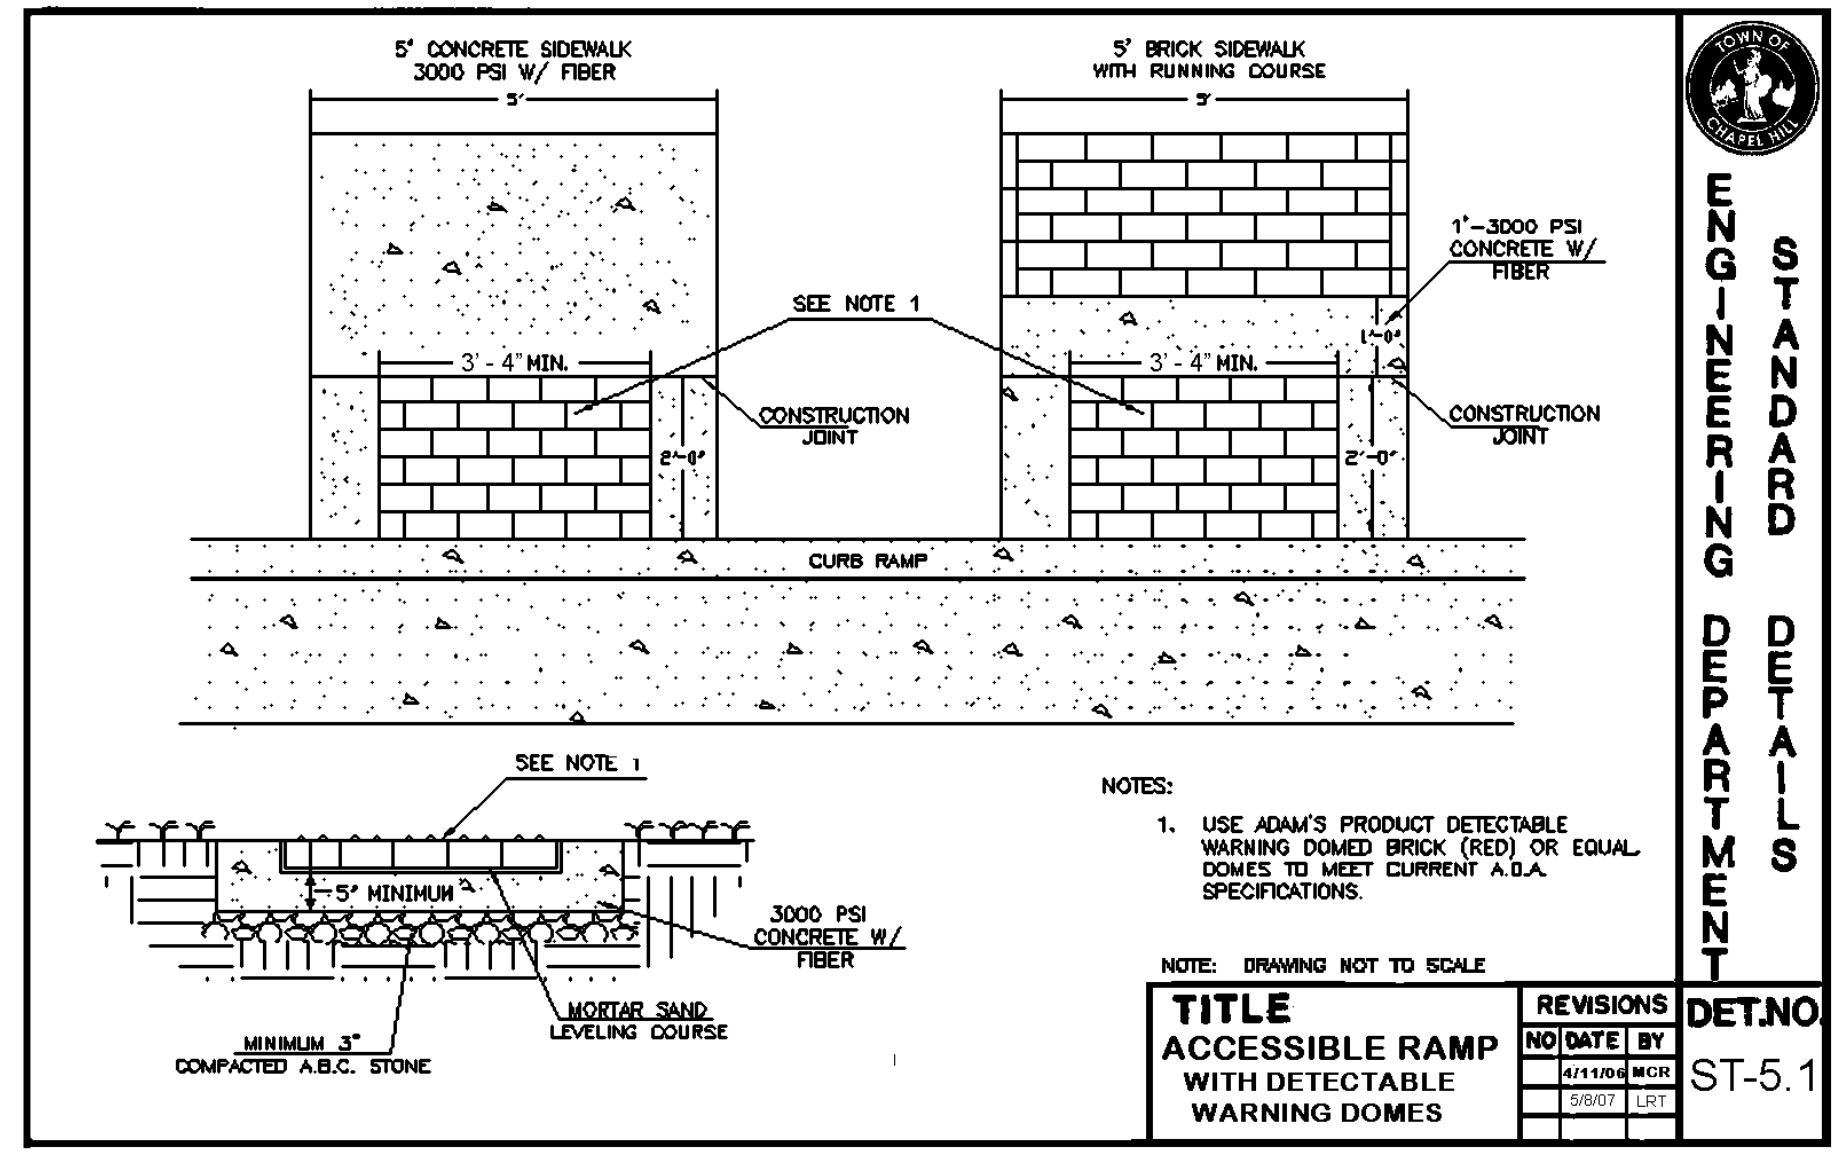 5" CONCRETE SIDEWALK
3000 PSI W/ FIBER
5'
5' BRICK SIDEWALK
WITH RUNNING COURSE
5'
TOWN OF
CHAPEL HILL
1'-3000 PSI
CONCRETE W/
FIBER
SEE NOTE 1
1'-0"
3' - 4" MIN.
3' - 4" MIN.
CONSTRUCTION
JOINT
CONSTRUCTION
JOINT
2'-0"
2'-0"
CURB RAMP
SEE NOTE 1
5" MINIMUM
3000 PSI
CONCRETE W/
FIBER
MORTAR SAND
LEVELING COURSE
MINIMUM 3"
COMPACTED A.B.C. STONE
NOTES:
1. USE ADAM'S PRODUCT DETECTABLE
WARNING DOMED BRICK (RED) OR EQUAL
DOMES TO MEET CURRENT A.D.A.
SPECIFICATIONS.
NOTE: DRAWING NOT TO SCALE
ENGINEERING DEPARTMENT
STANDARD DETAILS
TITLE
ACCESSIBLE RAMP
WITH DETECTABLE
WARNING DOMES
REVISIONS
NO DATE BY
4/11/06 MCR
5/8/07 LRT
DET.NO.
ST-5.1